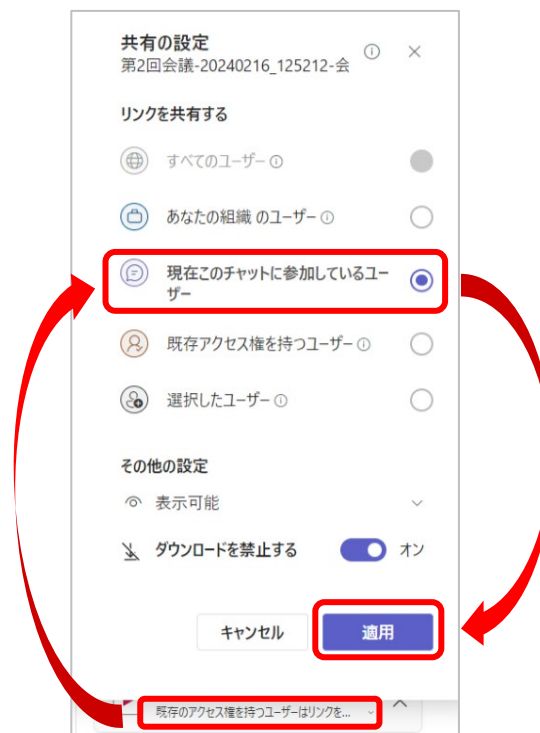 共有の設定
第2回会議-20240216_125212-会
リンクを共有する
すべてのユーザー
あなたの組織 のユーザー
現在このチャットに参加しているユー
ザー
既存アクセス権を持つユーザー
選択したユーザー
その他の設定
表示可能
ダウンロードを禁止する オン
キャンセル 適用
既存のアクセス権を持つユーザーはリンクを...